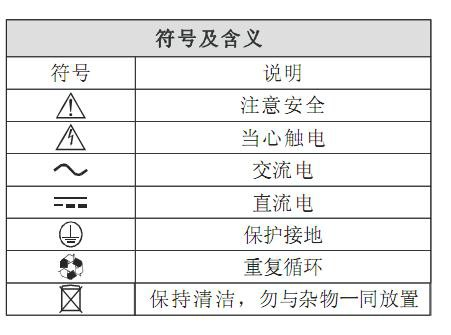 符号及含义
符号 说明
注意安全
当心触电
交流电
直流电
保护接地
重复循环
保持清洁，勿与杂物一同放置